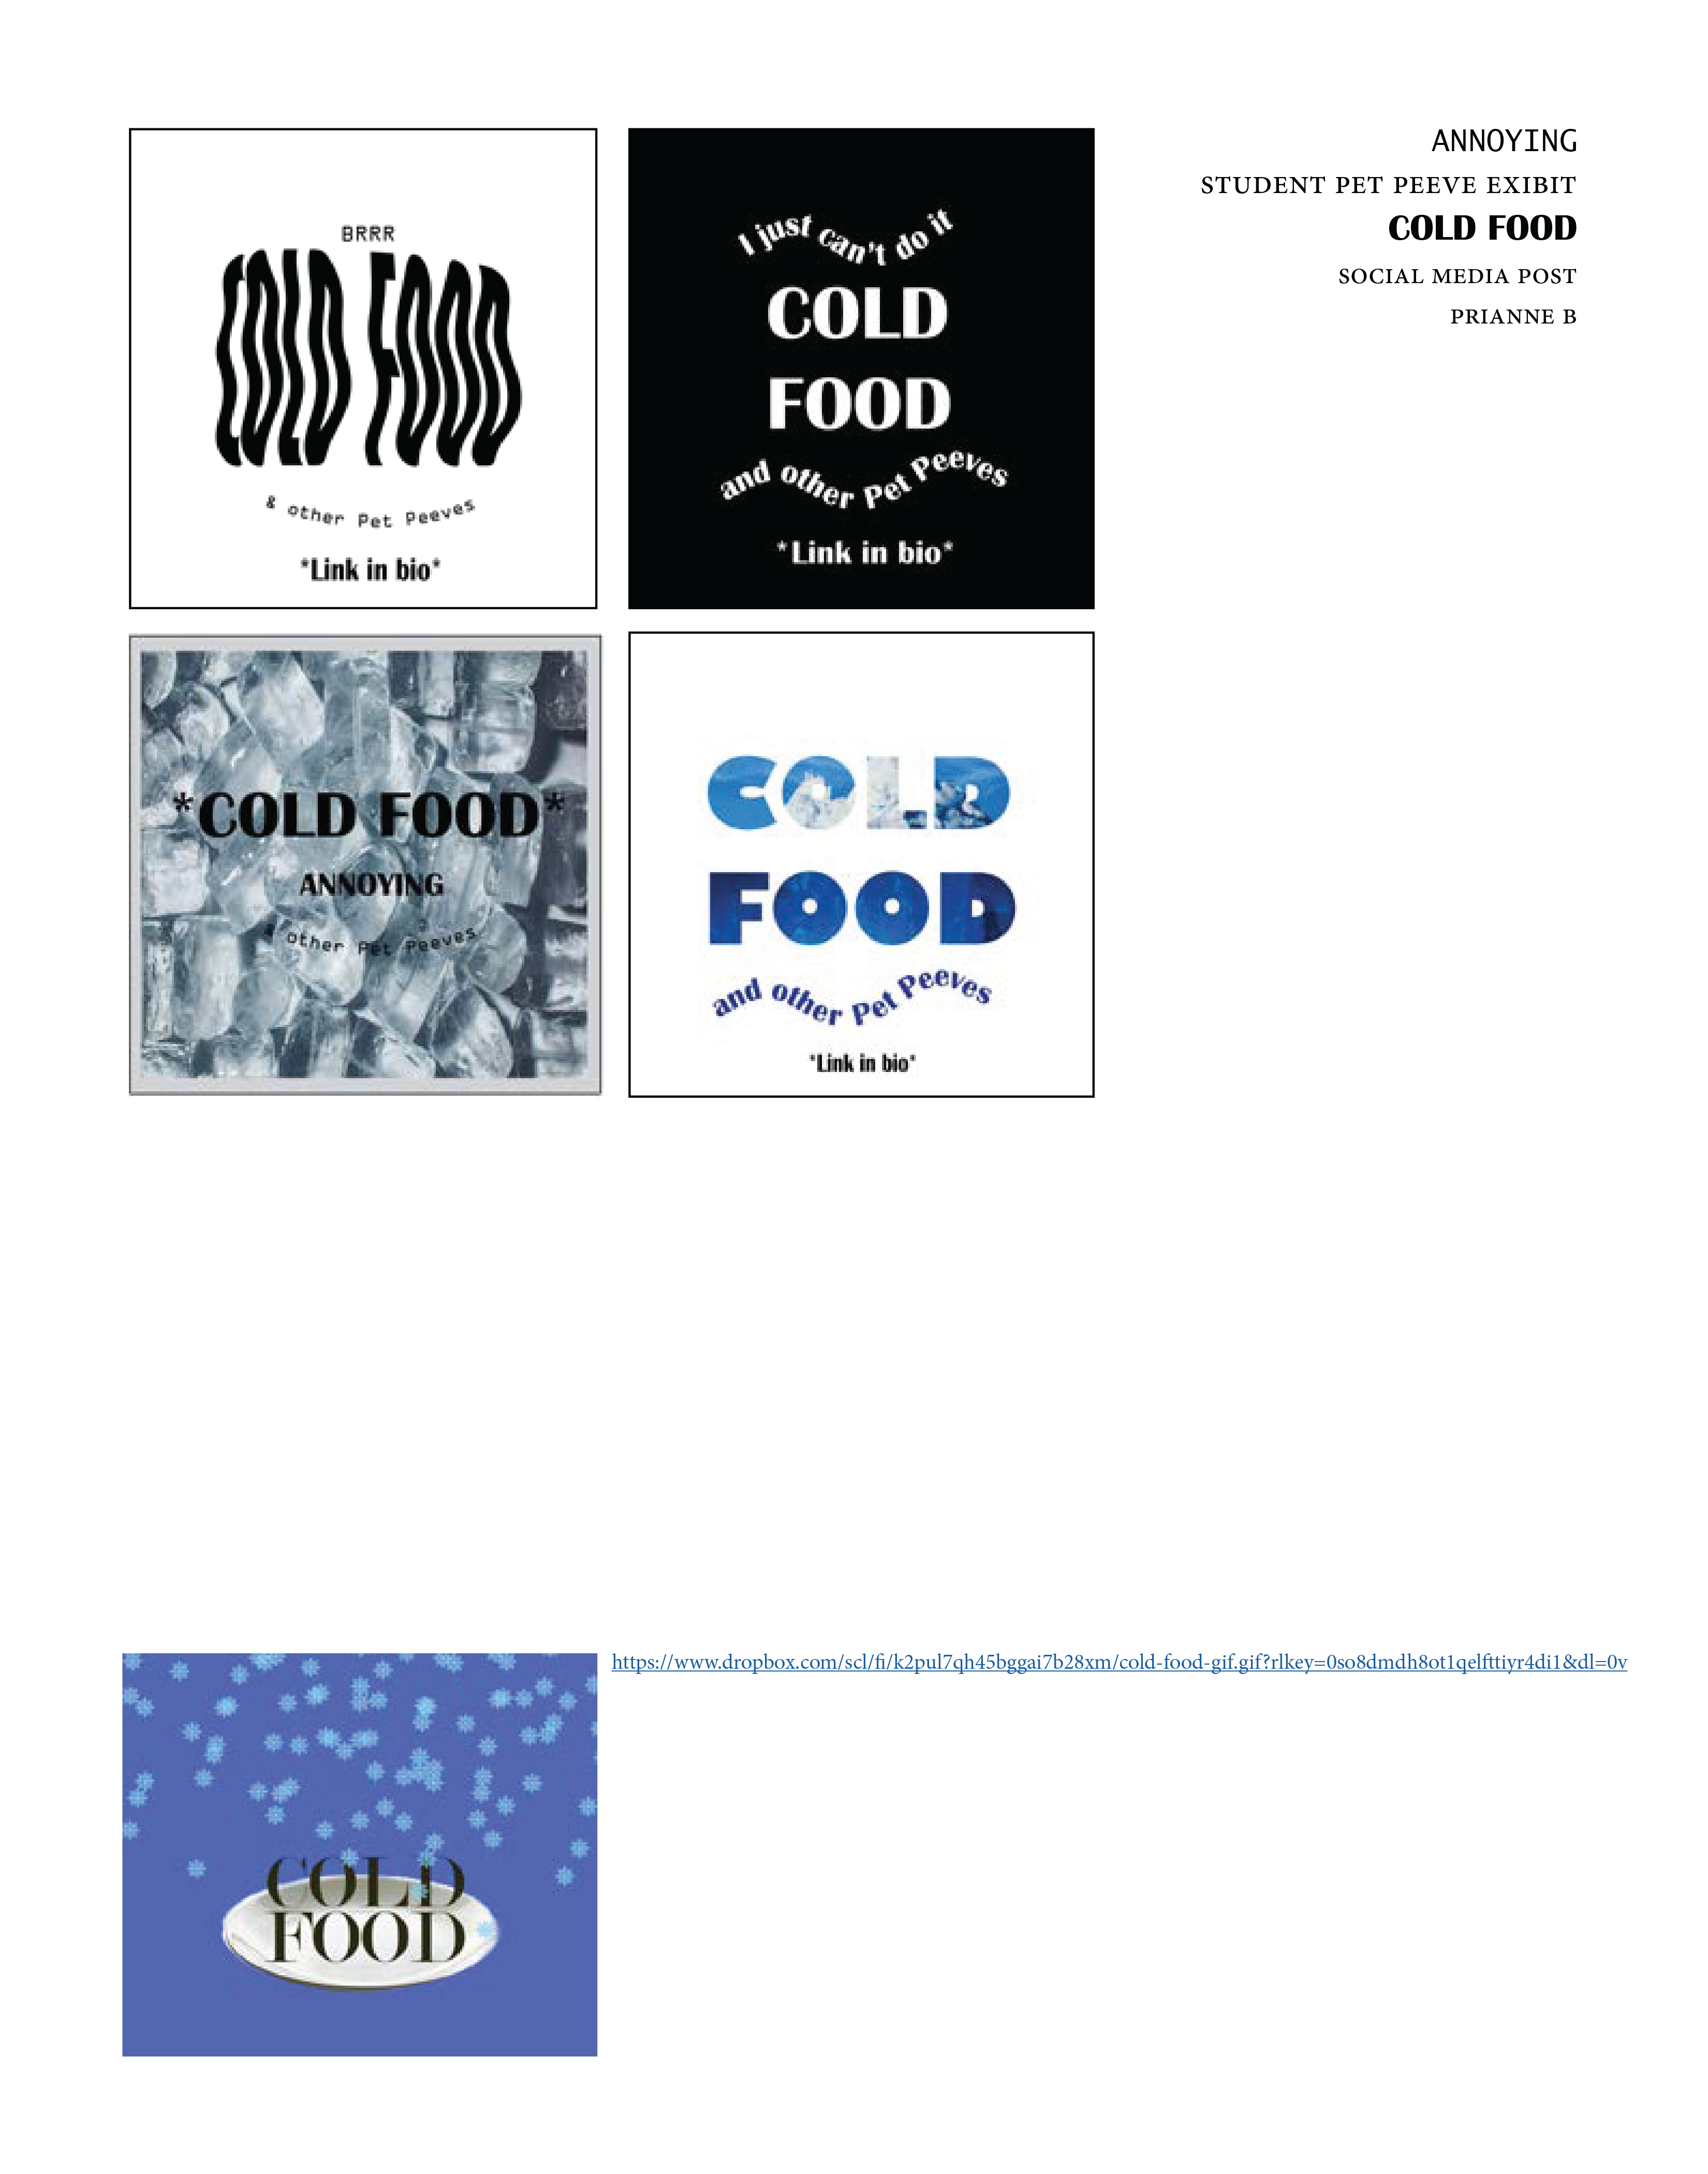 BRRR
COLD FOOD
& other Pet Peeves
*Link in bio*
I just can't do it
COLD
FOOD
and other Pet Peeves
*Link in bio*
ANNOYING
STUDENT PET PEEVE EXIBIT
COLD FOOD
SOCIAL MEDIA POST
PRIANNE B
*COLD FOOD*
ANNOYING
& other Pet Peeves
COLD
FOOD
and other Pet Peeves
*Link in bio*
https://www.dropbox.com/scl/fi/k2pul7qh45bggai7b28xm/cold-food-gif.gif?rlkey=0so8dmdh8ot1qelfttiyr4di1&dl=0v
COLD
FOOD